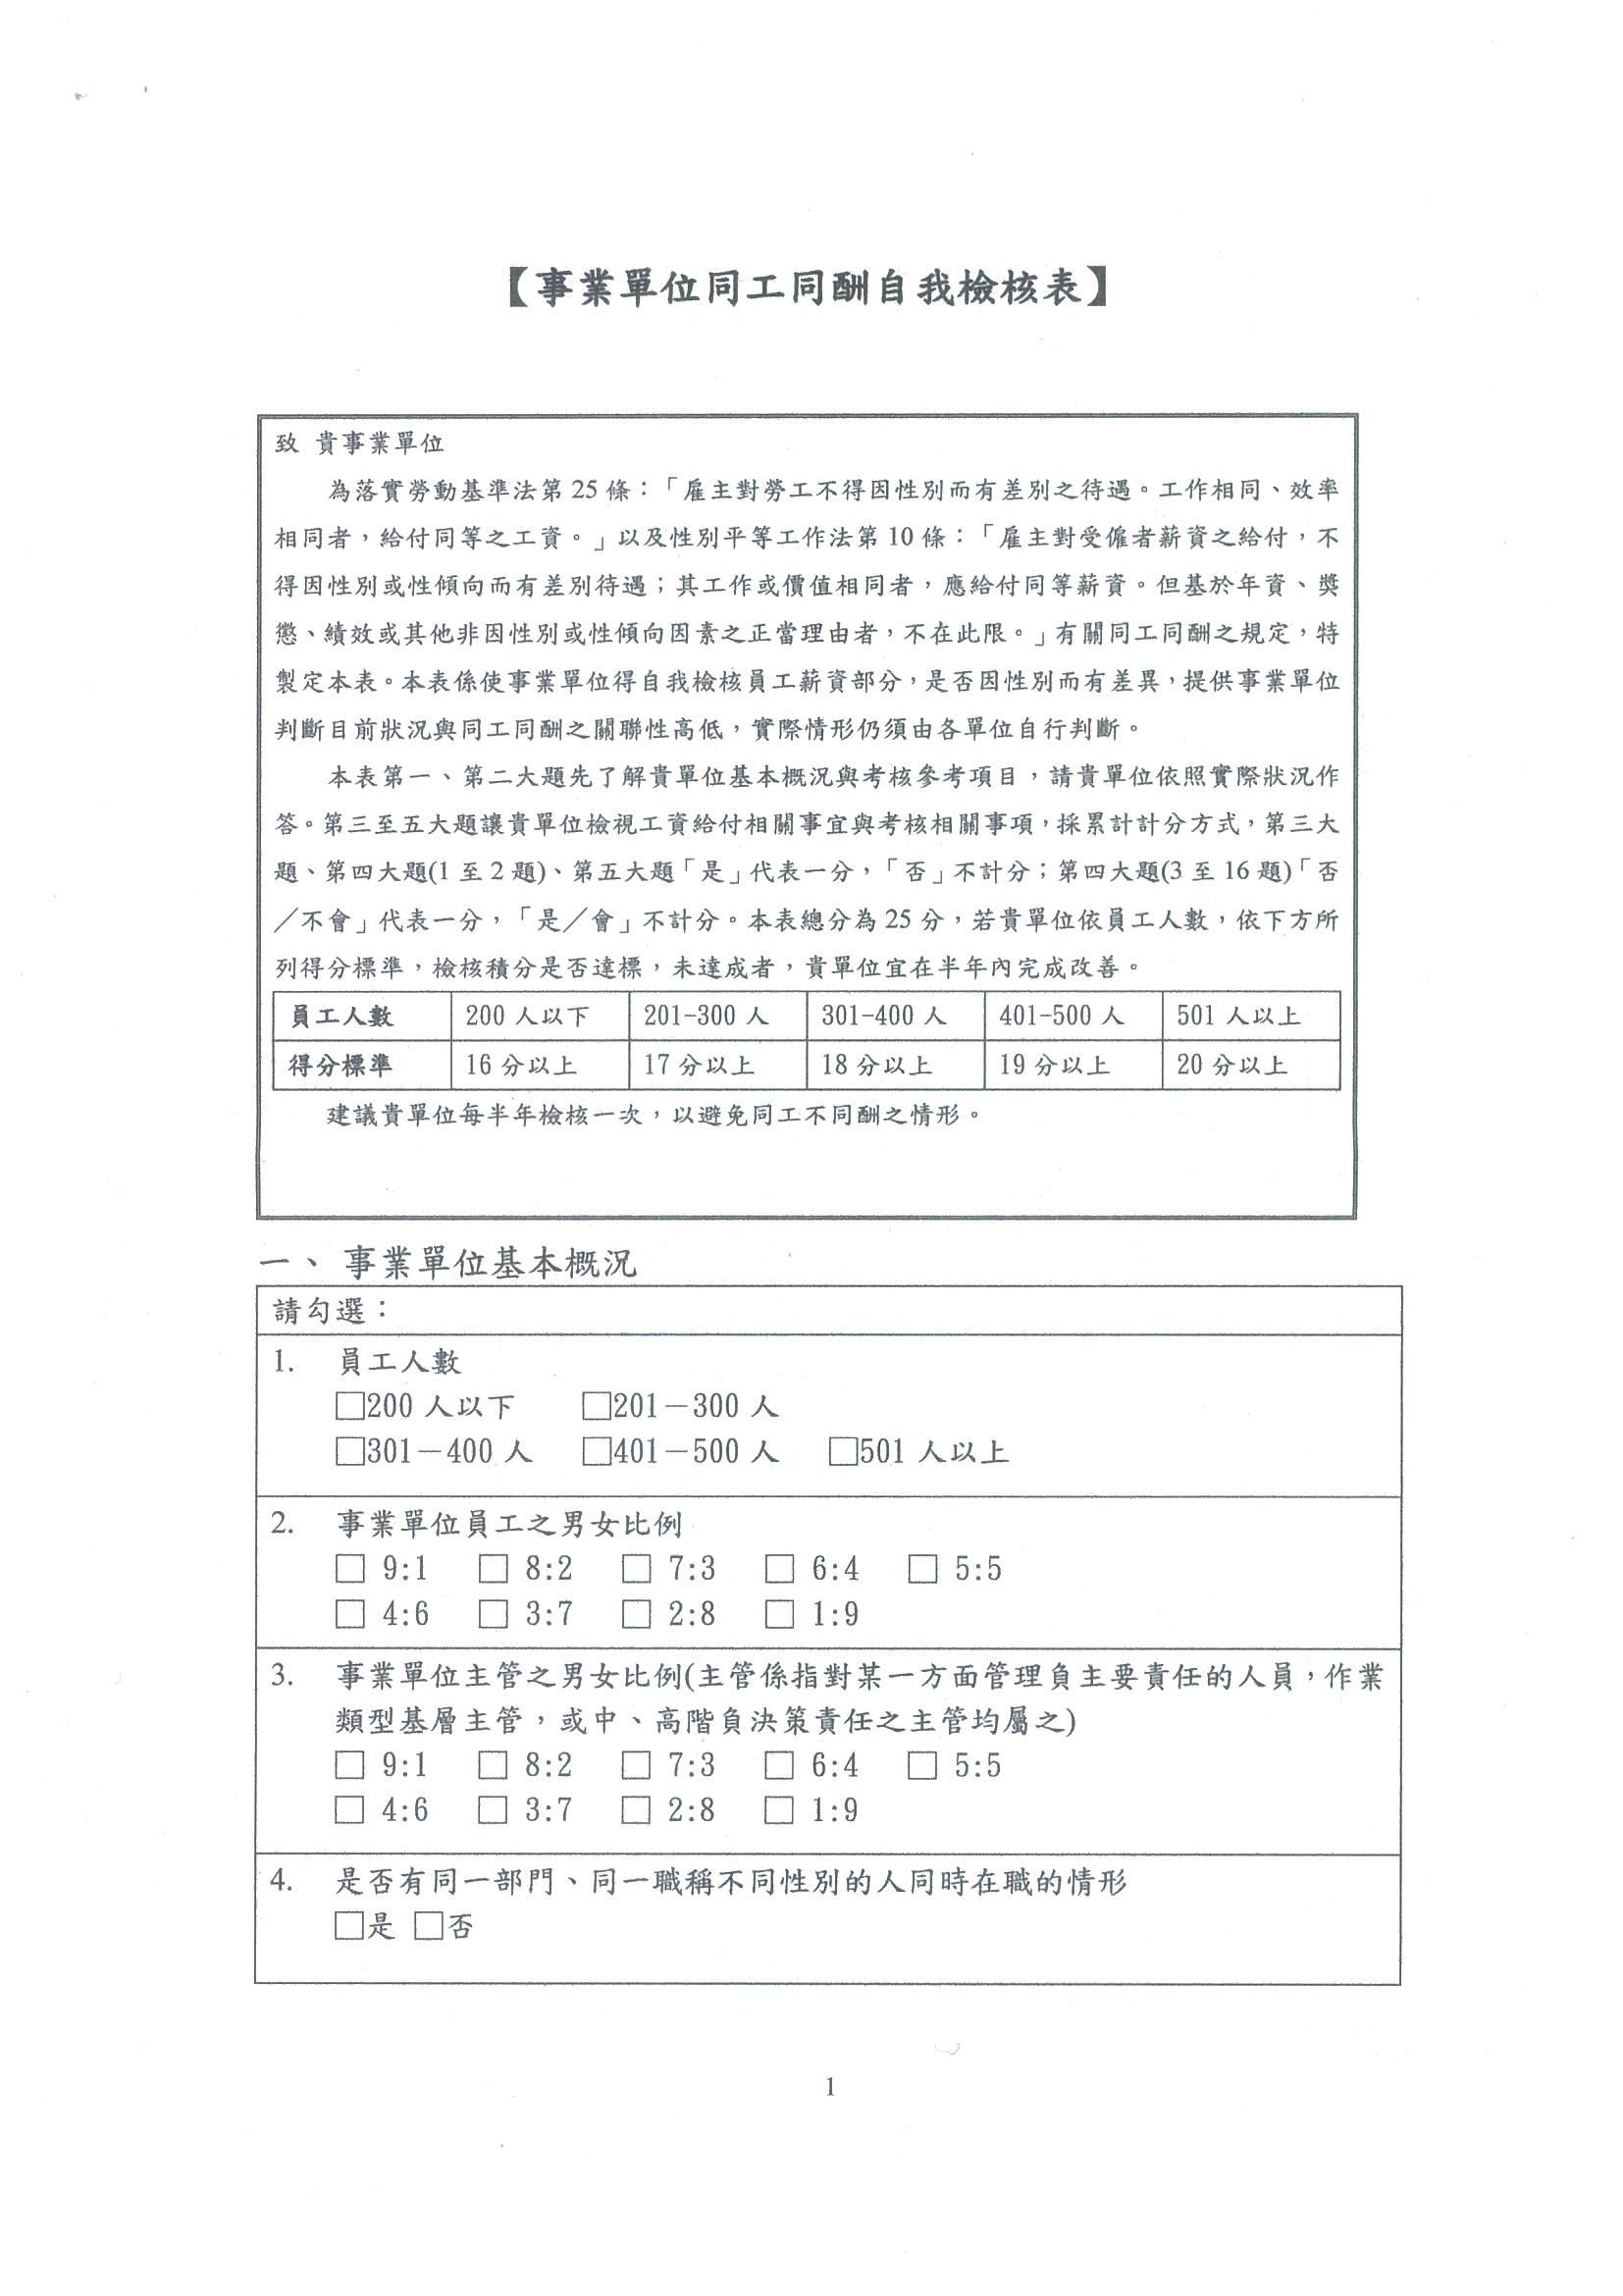 【事業單位同工同酬自我檢核表】
致 貴事業單位
為落實勞動基準法第 25 條：「雇主對勞工不得因性別而有差別之待遇。工作相同、效率
相同者，給付同等之工資。」以及性別平等工作法第 10 條：「雇主對受僱者薪資之給付，不
得因性別或性傾向而有差別待遇；其工作或價值相同者，應給付同等薪資。但基於年資、獎
懲、績效或其他非因性別或性傾向因素之正當理由者，不在此限。」有關同工同酬之規定，特
製定本表。本表係使事業單位得自我檢核員工薪資部分，是否因性別而有差異，提供事業單位
判斷目前狀況與同工同酬之關聯性高低，實際情形仍須由各單位自行判斷。
本表第一、第二大題先了解貴單位基本概況與考核參考項目，請貴單位依照實際狀況作
答。第三至五大題讓貴單位檢視工資給付相關事宜與考核相關事項，採累計計分方式，第三大
題、第四大題(1 至 2 題)、第五大題「是」代表一分，「否」不計分；第四大題(3 至 16 題)「否
／不會」代表一分，「是／會」不計分。本表總分為 25 分，若貴單位依員工人數，依下方所
列得分標準，檢核積分是否達標，未達成者，貴單位宜在半年內完成改善。
員工人數 200 人以下 201-300 人 301-400 人 401-500 人 501 人以上
得分標準 16 分以上 17 分以上 18 分以上 19 分以上 20 分以上
建議貴單位每半年檢核一次，以避免同工不同酬之情形。
一、 事業單位基本概況
請勾選：
1. 員工人數
□200 人以下 □201－300 人
□301－400 人 □401－500 人 □501 人以上
2. 事業單位員工之男女比例
□ 9:1 □ 8:2 □ 7:3 □ 6:4 □ 5:5
□ 4:6 □ 3:7 □ 2:8 □ 1:9
3. 事業單位主管之男女比例(主管係指對某一方面管理負主要責任的人員，作業
類型基層主管，或中、高階負決策責任之主管均屬之)
□ 9:1 □ 8:2 □ 7:3 □ 6:4 □ 5:5
□ 4:6 □ 3:7 □ 2:8 □ 1:9
4. 是否有同一部門、同一職稱不同性別的人同時在職的情形
□是 □否
1